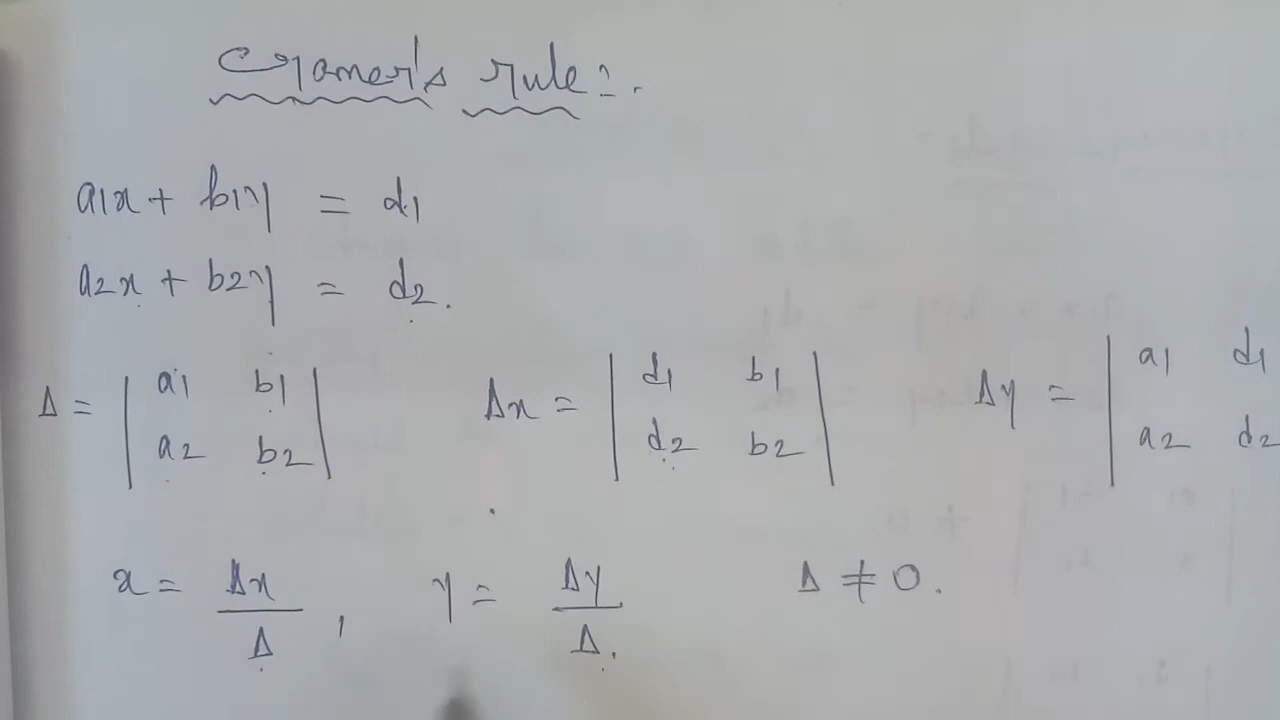 Cramer's rule:.
a1x + b1y = d1
a2x + b2y = d2.
Δ = | a1 b1 | Δx = | d1 b1 | Δy = | a1 d1
| a2 b2 | | d2 b2 | | a2 d2
x = Δx/Δ , y = Δy/Δ. Δ ≠ 0.